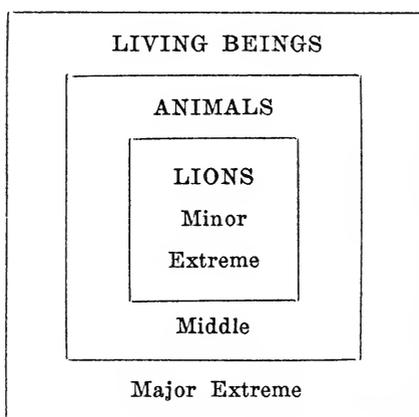 LIVING BEINGS
ANIMALS
LIONS
Minor
Extreme
Middle
Major Extreme